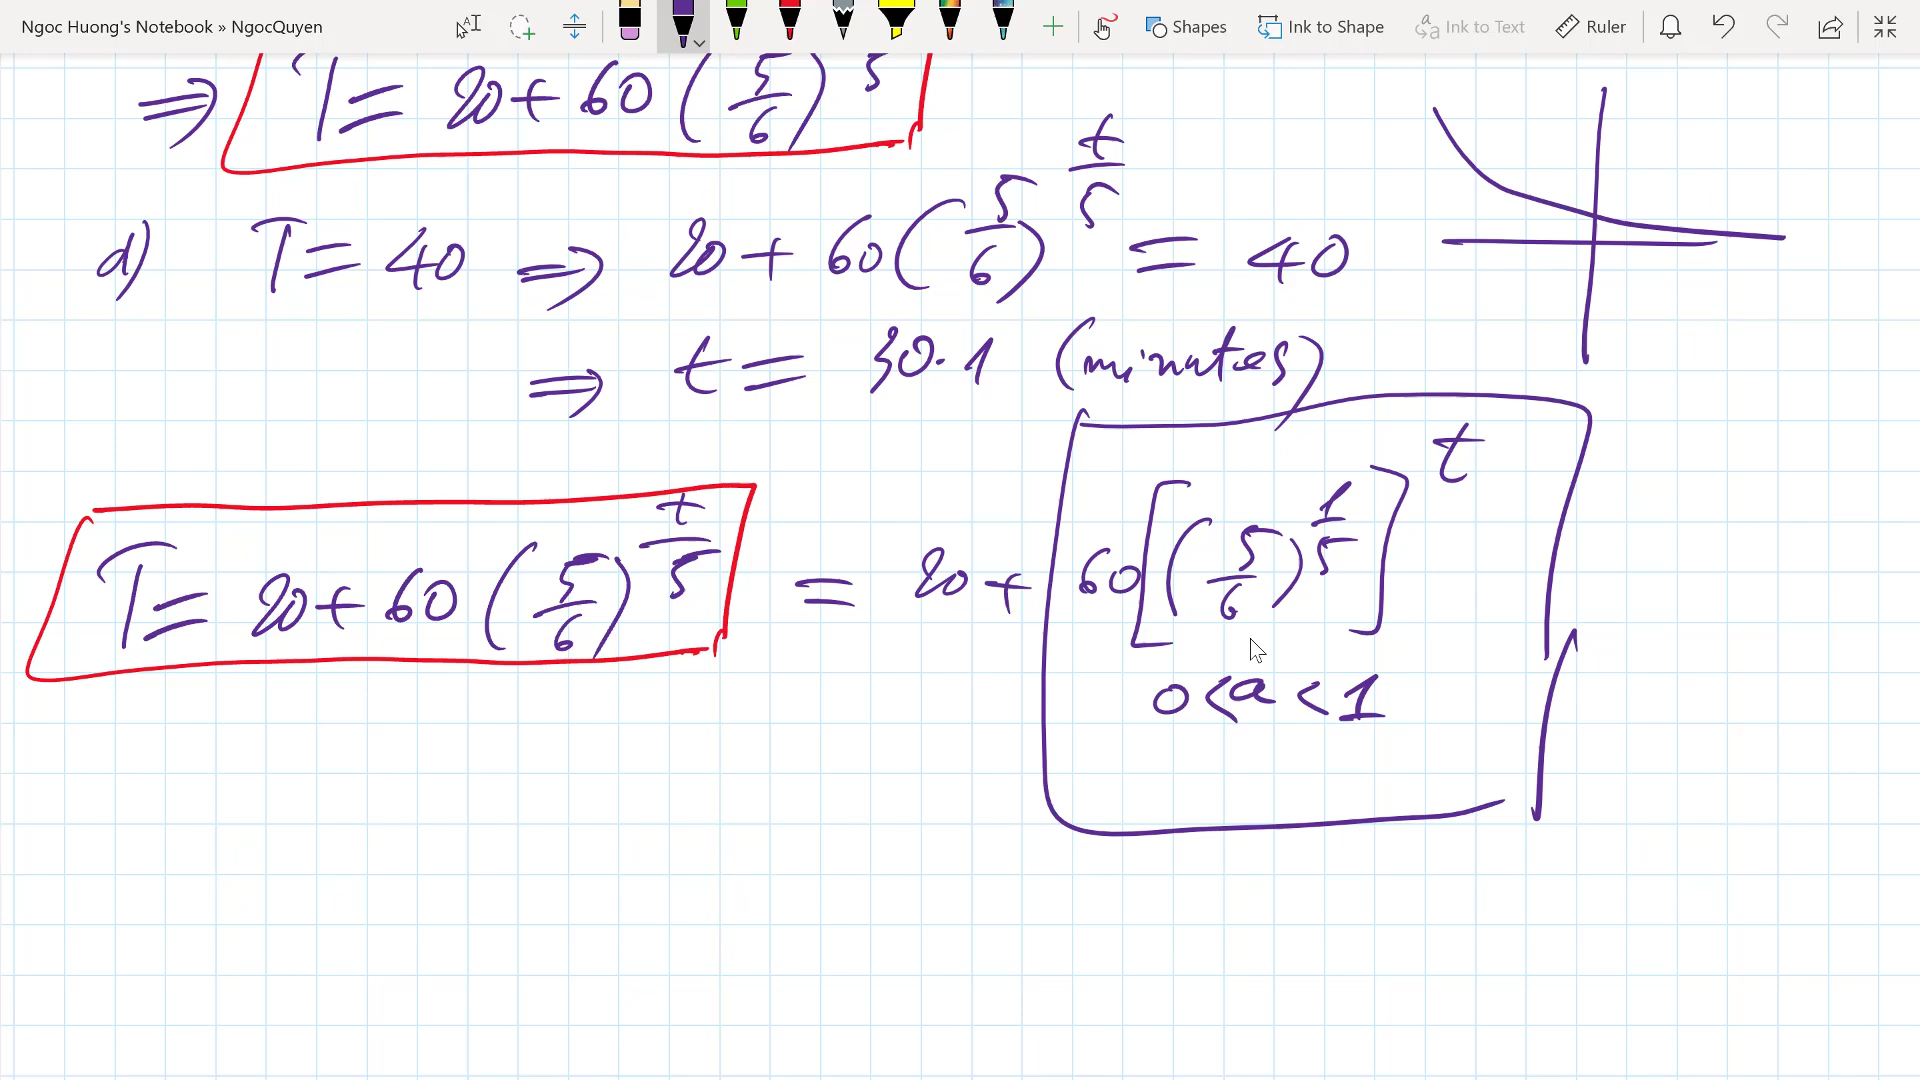 Ngoc Huong's Notebook » NgocQuyen
Shapes Ink to Shape Ink to Text Ruler
⇒ T = 20 + 60 (5/6)^5
d) T = 40 ⇒ 20 + 60 (5/6)^(t/5) = 40
⇒ t = 30.1 (minutes)
T = 20 + 60 (5/6)^(t/5) = 20 + 60 [(5/6)^(1/5)]^t
0 < a < 1